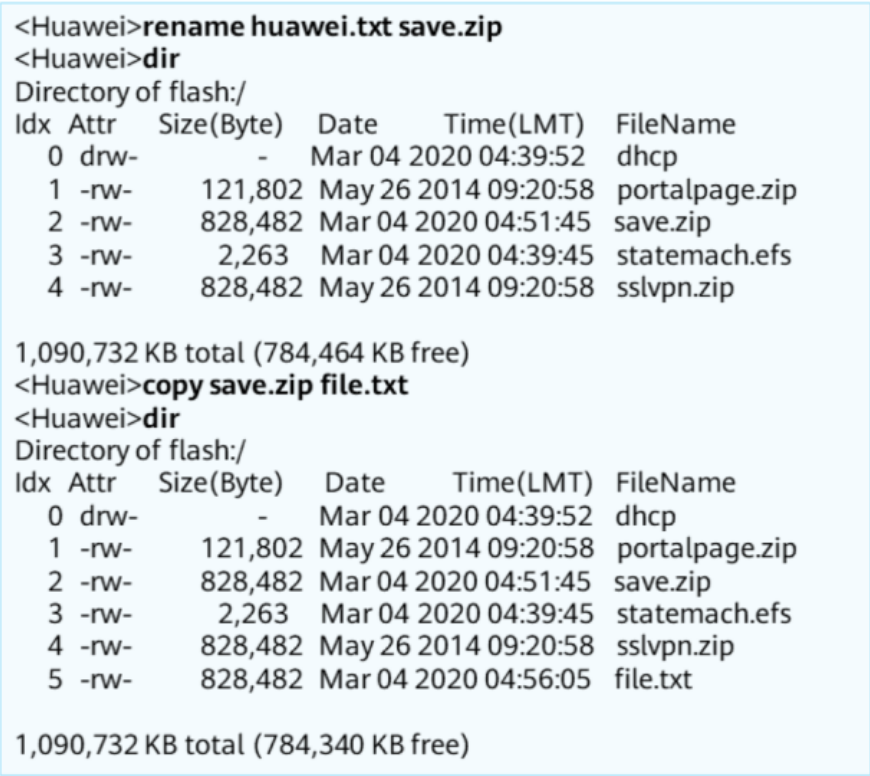 <Huawei>rename huawei.txt save.zip
<Huawei>dir
Directory of flash:/
Idx Attr Size(Byte) Date Time(LMT) FileName
0 drw- - Mar 04 2020 04:39:52 dhcp
1 -rw- 121,802 May 26 2014 09:20:58 portalpage.zip
2 -rw- 828,482 Mar 04 2020 04:51:45 save.zip
3 -rw- 2,263 Mar 04 2020 04:39:45 statemach.efs
4 -rw- 828,482 May 26 2014 09:20:58 sslvpn.zip
1,090,732 KB total (784,464 KB free)
<Huawei>copy save.zip file.txt
<Huawei>dir
Directory of flash:/
Idx Attr Size(Byte) Date Time(LMT) FileName
0 drw- - Mar 04 2020 04:39:52 dhcp
1 -rw- 121,802 May 26 2014 09:20:58 portalpage.zip
2 -rw- 828,482 Mar 04 2020 04:51:45 save.zip
3 -rw- 2,263 Mar 04 2020 04:39:45 statemach.efs
4 -rw- 828,482 May 26 2014 09:20:58 sslvpn.zip
5 -rw- 828,482 Mar 04 2020 04:56:05 file.txt
1,090,732 KB total (784,340 KB free)